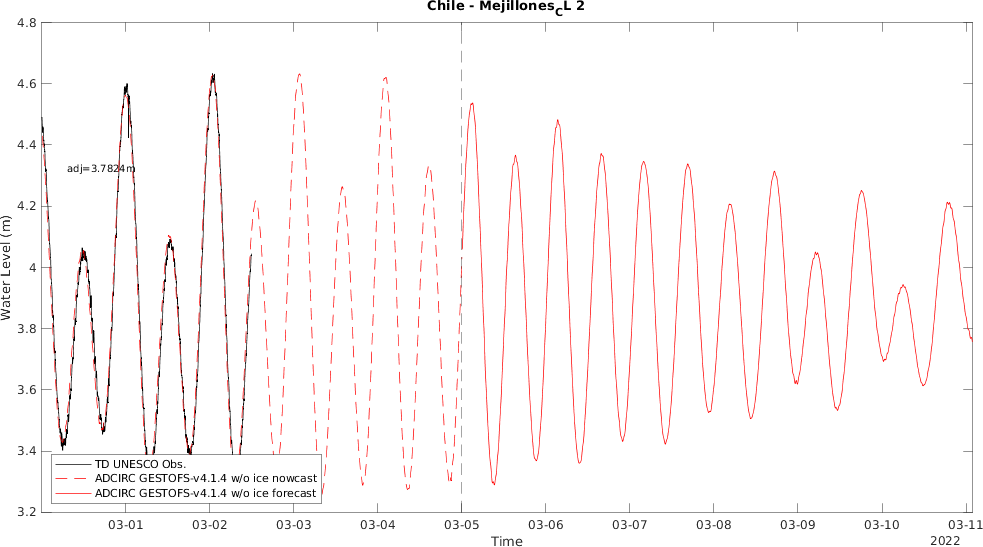 Chile - Mejillones_CL 2
4.8
4.6
4.4
4.2
4
3.8
3.6
3.4
3.2
Water Level (m)
adj=3.7824m
TD UNESCO Obs.
ADCIRC GESTOFS-v4.1.4 w/o ice nowcast
ADCIRC GESTOFS-v4.1.4 w/o ice forecast
03-01 03-02 03-03 03-04 03-05 03-06 03-07 03-08 03-09 03-10 03-11
Time
2022